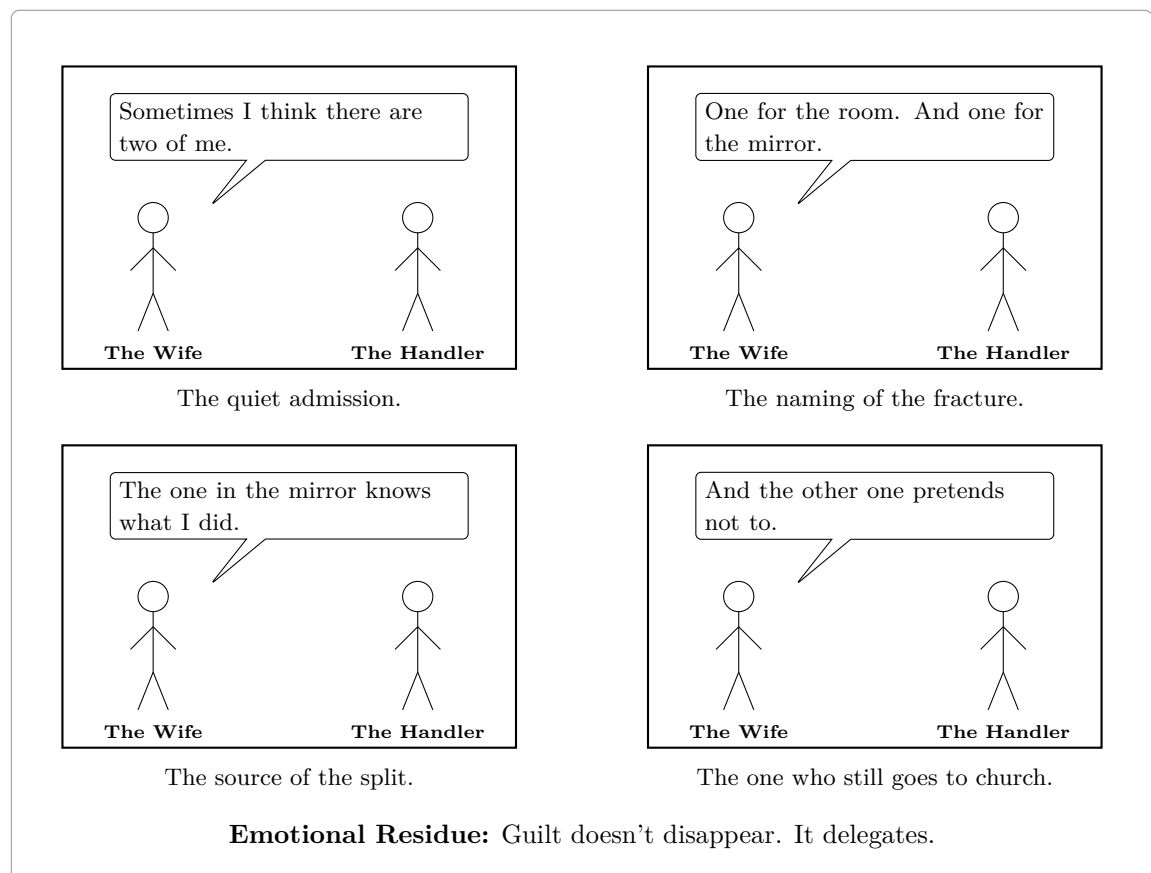 Sometimes I think there are
two of me.
The Wife
The Handler
The quiet admission.
One for the room. And one for
the mirror.
The Wife
The Handler
The naming of the fracture.
The one in the mirror knows
what I did.
The Wife
The Handler
The source of the split.
And the other one pretends
not to.
The Wife
The Handler
The one who still goes to church.
Emotional Residue: Guilt doesn't disappear. It delegates.